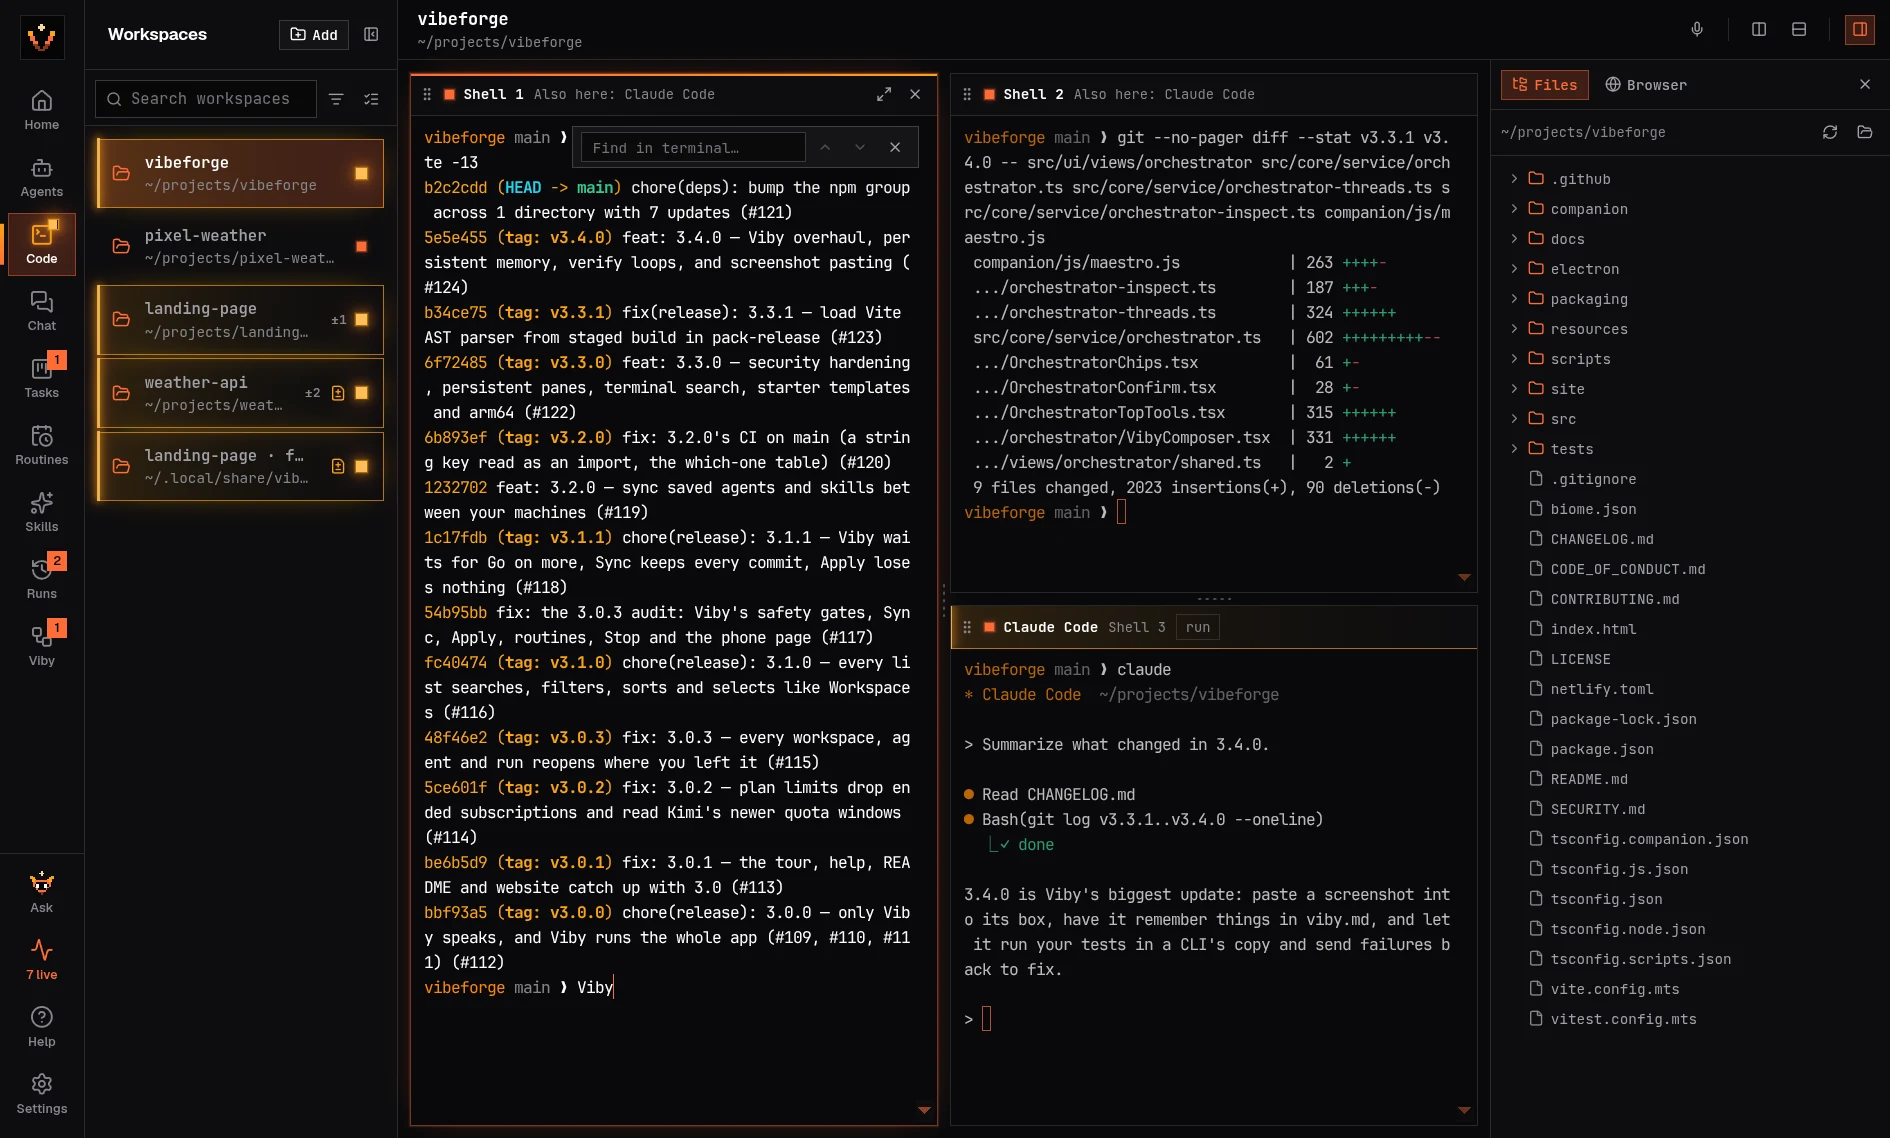 Home
Agents
Code
Chat
1
Tasks
Routines
Skills
2
Runs
1
Viby
Ask
7 live
Help
Settings
Workspaces
Add
Search workspaces
vibeforge
~/projects/vibeforge
pixel-weather
~/projects/pixel-weat…
landing-page
~/projects/landing…
±1
weather-api
~/projects/weat…
±2
landing-page · f…
~/.local/share/vib…
vibeforge
~/projects/vibeforge
Shell 1 Also here: Claude Code
vibeforge main ❯
Find in terminal…
te -13
b2c2cdd (HEAD -> main) chore(deps): bump the npm group
across 1 directory with 7 updates (#121)
5e5e455 (tag: v3.4.0) feat: 3.4.0 — Viby overhaul, per
sistent memory, verify loops, and screenshot pasting (
#124)
b34ce75 (tag: v3.3.1) fix(release): 3.3.1 — load Vite
AST parser from staged build in pack-release (#123)
6f72485 (tag: v3.3.0) feat: 3.3.0 — security hardening
, persistent panes, terminal search, starter templates
and arm64 (#122)
6b893ef (tag: v3.2.0) fix: 3.2.0's CI on main (a strin
g key read as an import, the which-one table) (#120)
1232702 feat: 3.2.0 — sync saved agents and skills bet
ween your machines (#119)
1c17fdb (tag: v3.1.1) chore(release): 3.1.1 — Viby wai
ts for Go on more, Sync keeps every commit, Apply lose
s nothing (#118)
54b95bb fix: the 3.0.3 audit: Viby's safety gates, Syn
c, Apply, routines, Stop and the phone page (#117)
fc40474 (tag: v3.1.0) chore(release): 3.1.0 — every li
st searches, filters, sorts and selects like Workspace
s (#116)
48f46e2 (tag: v3.0.3) fix: 3.0.3 — every workspace, ag
ent and run reopens where you left it (#115)
5ce601f (tag: v3.0.2) fix: 3.0.2 — plan limits drop en
ded subscriptions and read Kimi's newer quota windows
(#114)
be6b5d9 (tag: v3.0.1) fix: 3.0.1 — the tour, help, REA
DME and website catch up with 3.0 (#113)
bbf93a5 (tag: v3.0.0) chore(release): 3.0.0 — only Vib
y speaks, and Viby runs the whole app (#109, #110, #11
1) (#112)
vibeforge main ❯ Viby
Shell 2 Also here: Claude Code
vibeforge main ❯ git --no-pager diff --stat v3.3.1 v3.
4.0 -- src/ui/views/orchestrator src/core/service/orch
estrator.ts src/core/service/orchestrator-threads.ts s
rc/core/service/orchestrator-inspect.ts companion/js/m
aestro.js
companion/js/maestro.js | 263 ++++-
.../orchestrator-inspect.ts | 187 +++-
.../orchestrator-threads.ts | 324 ++++++
src/core/service/orchestrator.ts | 602 +++++++++--
.../OrchestratorChips.tsx | 61 +-
.../OrchestratorConfirm.tsx | 28 +-
.../OrchestratorTopTools.tsx | 315 ++++++
.../orchestrator/VibyComposer.tsx | 331 ++++++
.../views/orchestrator/shared.ts | 2 +
9 files changed, 2023 insertions(+), 90 deletions(-)
vibeforge main ❯
Claude Code Shell 3 run
vibeforge main ❯ claude
* Claude Code ~/projects/vibeforge
> Summarize what changed in 3.4.0.
● Read CHANGELOG.md
● Bash(git log v3.3.1..v3.4.0 --oneline)
⎿✓ done
3.4.0 is Viby's biggest update: paste a screenshot int
o its box, have it remember things in viby.md, and let
it run your tests in a CLI's copy and send failures b
ack to fix.
>
Files
Browser
~/projects/vibeforge
.github
companion
docs
electron
packaging
resources
scripts
site
src
tests
.gitignore
biome.json
CHANGELOG.md
CODE_OF_CONDUCT.md
CONTRIBUTING.md
index.html
LICENSE
netlify.toml
package-lock.json
package.json
README.md
SECURITY.md
tsconfig.companion.json
tsconfig.js.json
tsconfig.json
tsconfig.node.json
tsconfig.scripts.json
vite.config.mts
vitest.config.mts